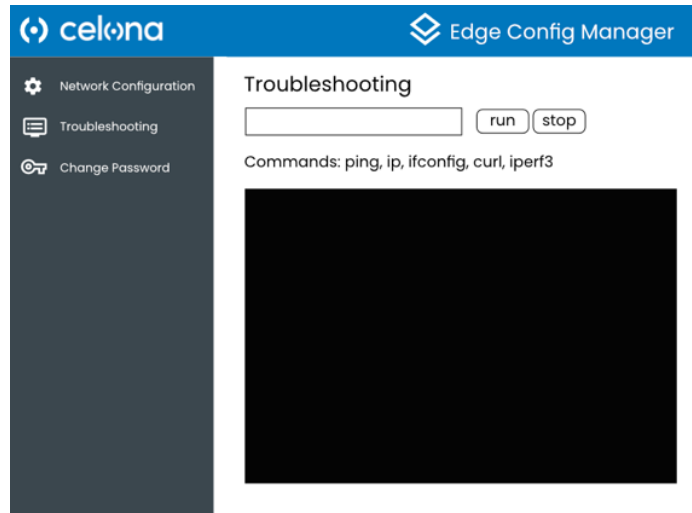 celona
Edge Config Manager
Network Configuration
Troubleshooting
Change Password
Troubleshooting
run
stop
Commands: ping, ip, ifconfig, curl, iperf3